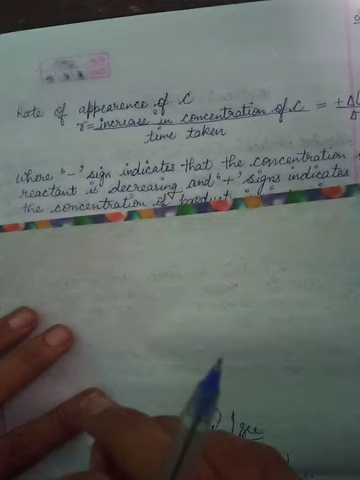 Rate of appearence of C
r = increase in concentration of C. = +Δ
time taken
Where '-' sign indicates that the concentration
reactant is decreasing and '+' signs indicates
the concentration of product